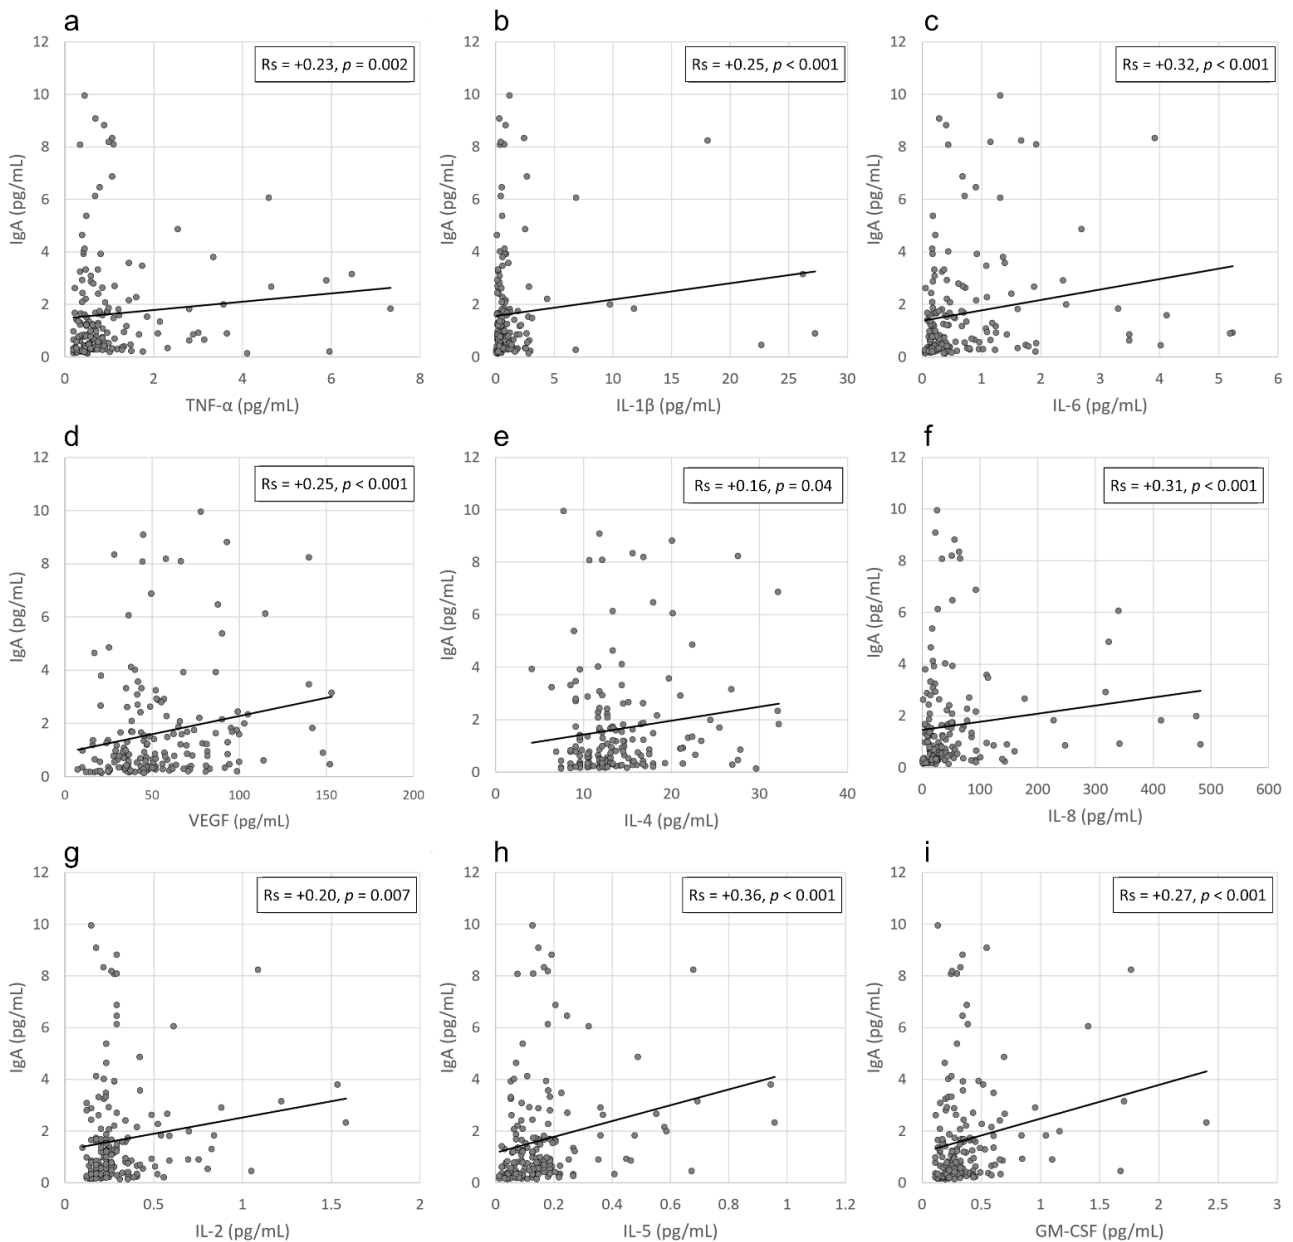 a
Rs = +0.23, p = 0.002
12
10
8
6
4
2
0
IgA (pg/mL)
0 2 4 6 8
TNF-α (pg/mL)
b
Rs = +0.25, p < 0.001
12
10
8
6
4
2
0
IgA (pg/mL)
0 5 10 15 20 25 30
IL-1β (pg/mL)
c
Rs = +0.32, p < 0.001
12
10
8
6
4
2
0
IgA (pg/mL)
0 1 2 3 4 5 6
IL-6 (pg/mL)
d
Rs = +0.25, p < 0.001
12
10
8
6
4
2
0
IgA (pg/mL)
0 50 100 150 200
VEGF (pg/mL)
e
Rs = +0.16, p = 0.04
12
10
8
6
4
2
0
IgA (pg/mL)
0 10 20 30 40
IL-4 (pg/mL)
f
Rs = +0.31, p < 0.001
12
10
8
6
4
2
0
IgA (pg/mL)
0 100 200 300 400 500 600
IL-8 (pg/mL)
g
Rs = +0.20, p = 0.007
12
10
8
6
4
2
0
IgA (pg/mL)
0 0.5 1 1.5 2
IL-2 (pg/mL)
h
Rs = +0.36, p < 0.001
12
10
8
6
4
2
0
IgA (pg/mL)
0 0.2 0.4 0.6 0.8 1 1.2
IL-5 (pg/mL)
i
Rs = +0.27, p < 0.001
12
10
8
6
4
2
0
IgA (pg/mL)
0 0.5 1 1.5 2 2.5 3
GM-CSF (pg/mL)